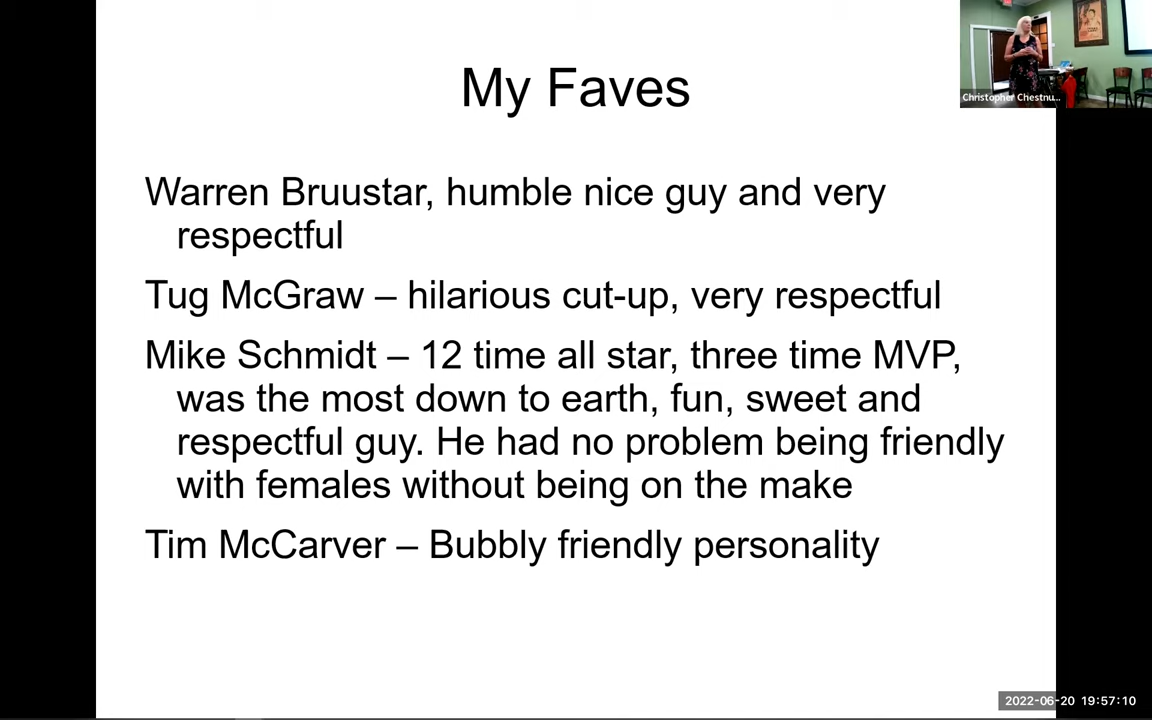 My Faves
Christopher Chestnu...
Warren Bruustar, humble nice guy and very
respectful
Tug McGraw – hilarious cut-up, very respectful
Mike Schmidt – 12 time all star, three time MVP,
was the most down to earth, fun, sweet and
respectful guy. He had no problem being friendly
with females without being on the make
Tim McCarver – Bubbly friendly personality
2022-06-20 19:57:10